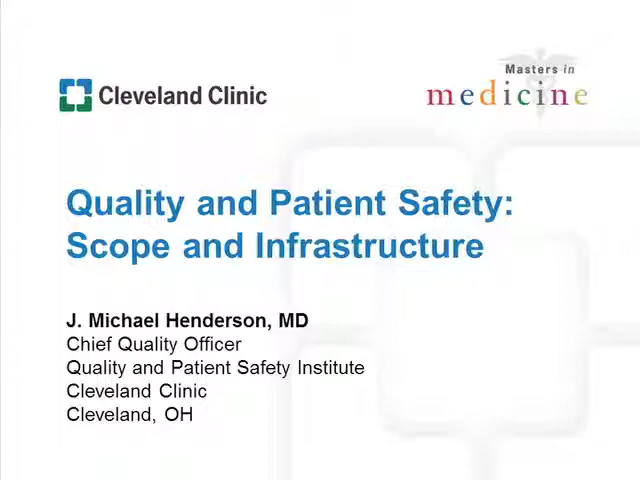 Cleveland Clinic
Masters in
medicine
Quality and Patient Safety:
Scope and Infrastructure
J. Michael Henderson, MD
Chief Quality Officer
Quality and Patient Safety Institute
Cleveland Clinic
Cleveland, OH